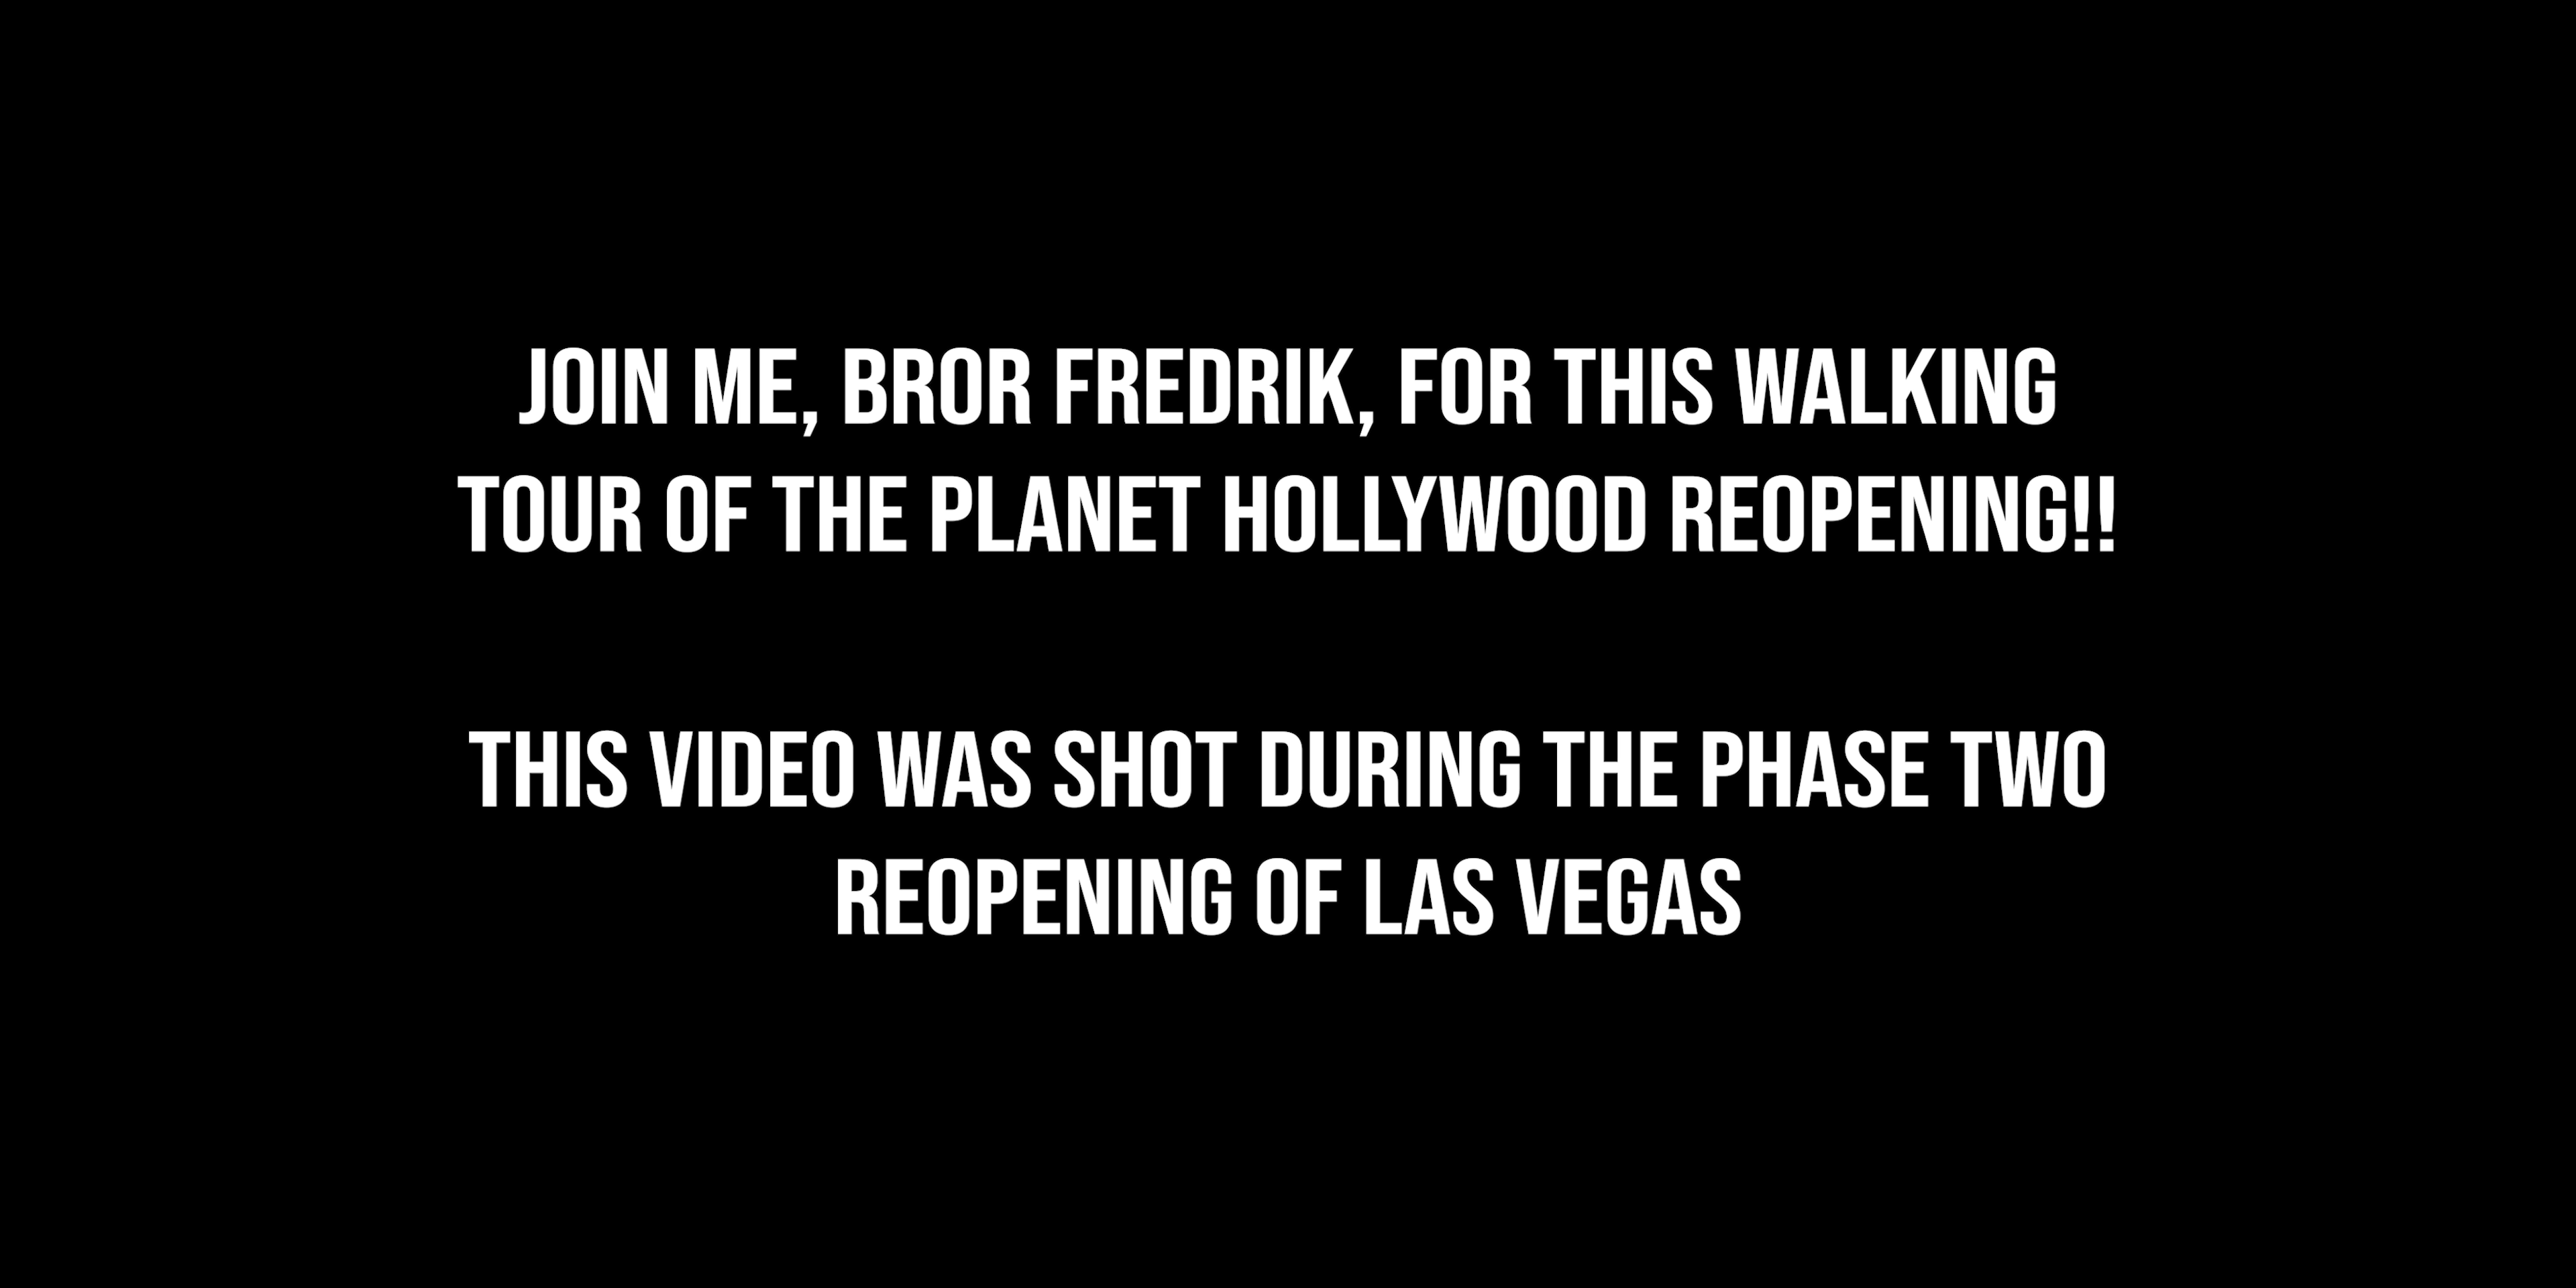 JOIN ME, BROR FREDRIK, FOR THIS WALKING
TOUR OF THE PLANET HOLLYWOOD REOPENING!!
THIS VIDEO WAS SHOT DURING THE PHASE TWO
REOPENING OF LAS VEGAS